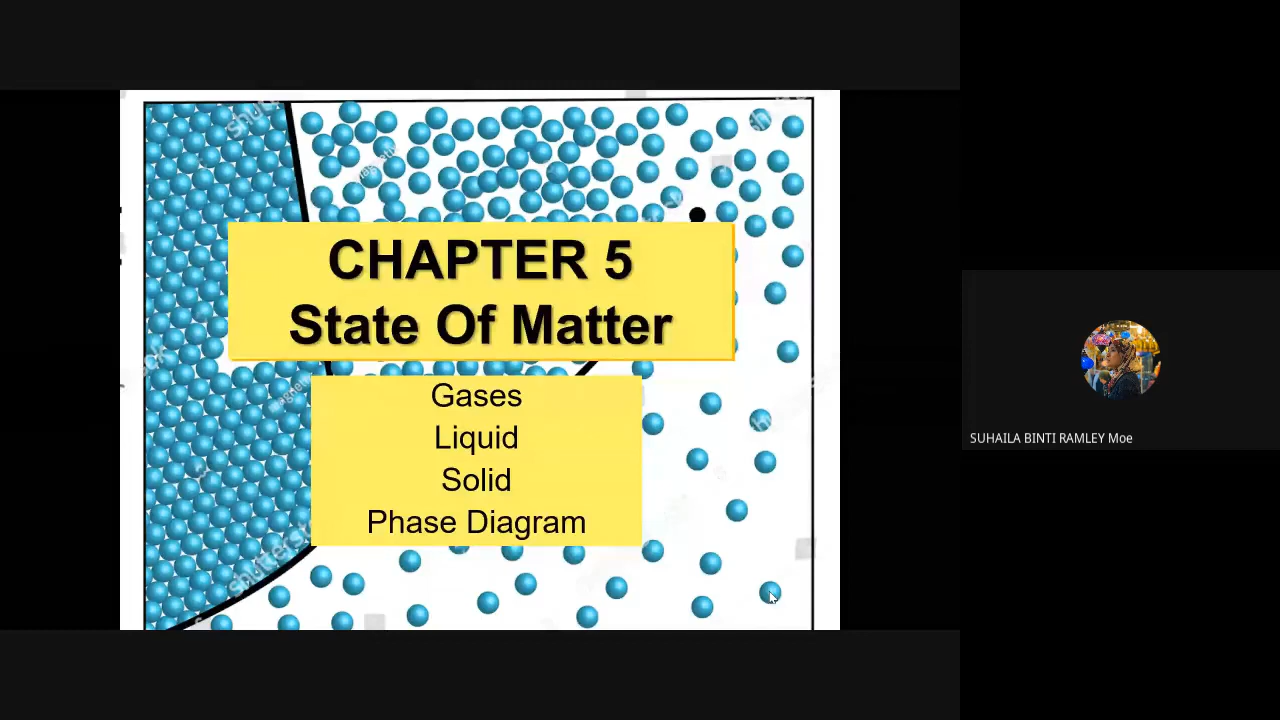 CHAPTER 5
State Of Matter
Gases
Liquid
Solid
Phase Diagram
SUHAILA BINTI RAMLEY Moe